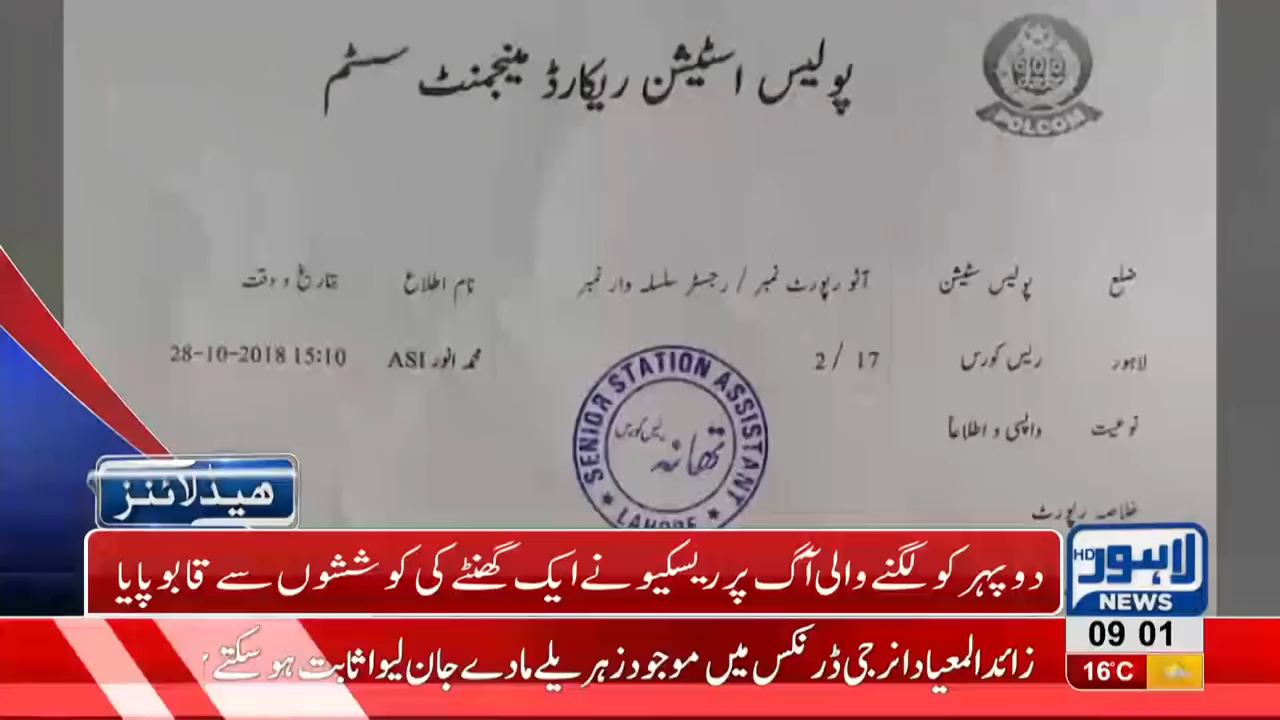 پولیس اسٹیشن ریکارڈ مینجمنٹ سسٹم
POLCOM
ضلع پولیس سٹیشن آٹو رپورٹ نمبر / رجسٹر سلسلہ وار نمبر نام اطلاع تاریخ و وقت
لاہور ریس کورس 2 / 17 محمد انور ASI 28-10-2018 15:10
نوعیت واپسی و اطلاعاً
خلاصہ رپورٹ
SENIOR STATION ASSISTANT
تھانہ ریس کورس
LAHORE
ہیڈلائنز
دوپہر کو لگنے والی آگ پر ریسکیو نے ایک گھنٹے کی کوششوں سے قابو پایا
زائد المعیاد انرجی ڈرنکس میں موجود زہریلے مادے جان لیوا ثابت ہو سکتے
HD لاہور
NEWS
09 01
16°C